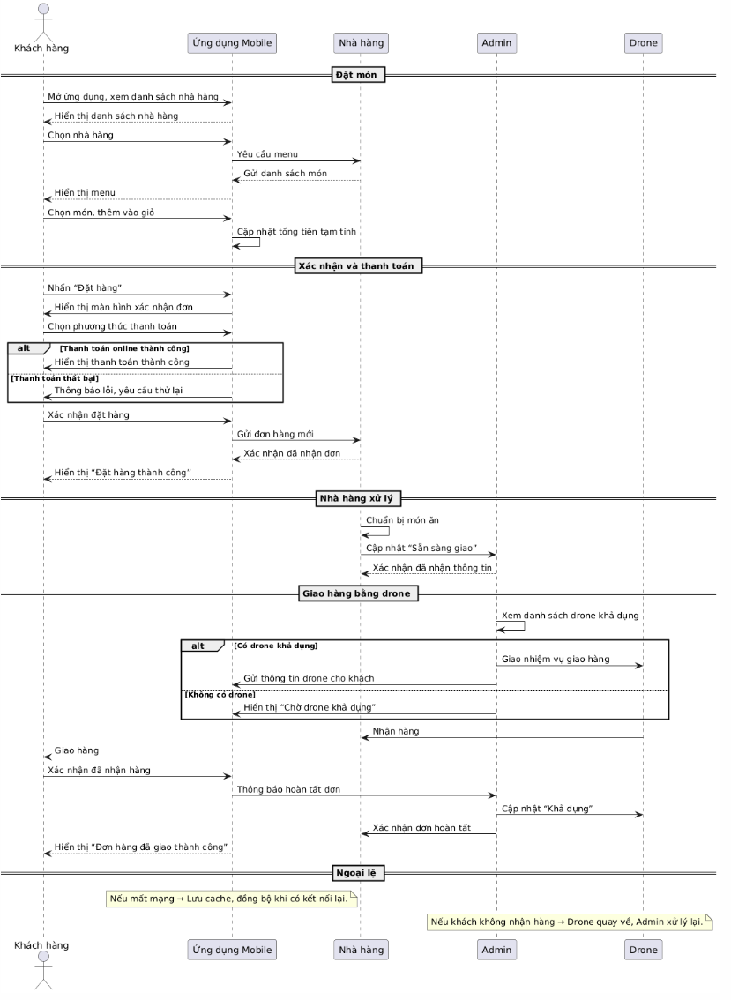 Khách hàng
Ứng dụng Mobile
Nhà hàng
Admin
Drone
Đặt món
Mở ứng dụng, xem danh sách nhà hàng
Hiển thị danh sách nhà hàng
Chọn nhà hàng
Yêu cầu menu
Gửi danh sách món
Hiển thị menu
Chọn món, thêm vào giỏ
Cập nhật tổng tiền tạm tính
Xác nhận và thanh toán
Nhấn “Đặt hàng”
Hiển thị màn hình xác nhận đơn
Chọn phương thức thanh toán
alt
[Thanh toán online thành công]
Hiển thị thanh toán thành công
[Thanh toán thất bại]
Thông báo lỗi, yêu cầu thử lại
Xác nhận đặt hàng
Gửi đơn hàng mới
Xác nhận đã nhận đơn
Hiển thị “Đặt hàng thành công”
Nhà hàng xử lý
Chuẩn bị món ăn
Cập nhật “Sẵn sàng giao”
Xác nhận đã nhận thông tin
Giao hàng bằng drone
Xem danh sách drone khả dụng
alt
[Có drone khả dụng]
Giao nhiệm vụ giao hàng
Gửi thông tin drone cho khách
[Không có drone]
Hiển thị “Chờ drone khả dụng”
Nhận hàng
Giao hàng
Xác nhận đã nhận hàng
Thông báo hoàn tất đơn
Cập nhật “Khả dụng”
Xác nhận đơn hoàn tất
Hiển thị “Đơn hàng đã giao thành công”
Ngoại lệ
Nếu mất mạng → Lưu cache, đồng bộ khi có kết nối lại.
Nếu khách không nhận hàng → Drone quay về, Admin xử lý lại.
Khách hàng
Ứng dụng Mobile
Nhà hàng
Admin
Drone